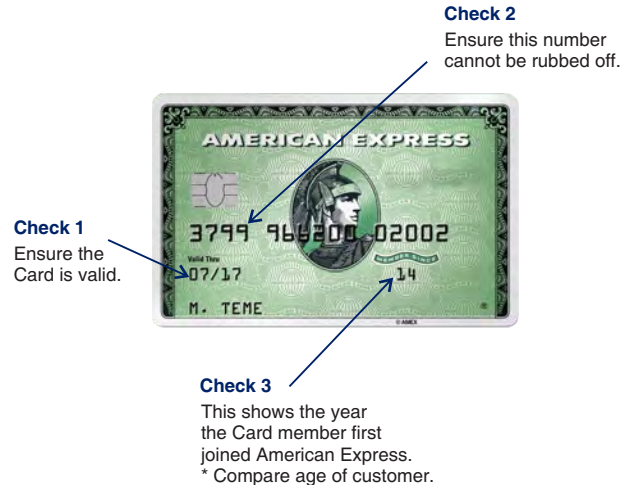 Check 2
Ensure this number
cannot be rubbed off.
AMERICAN EXPRESS
3799 966200 02002
Check 1
Ensure the
Card is valid.
Valid Thru
MEMBER SINCE
07/17
14
M. TEME
© AMEX
Check 3
This shows the year
the Card member first
joined American Express.
* Compare age of customer.